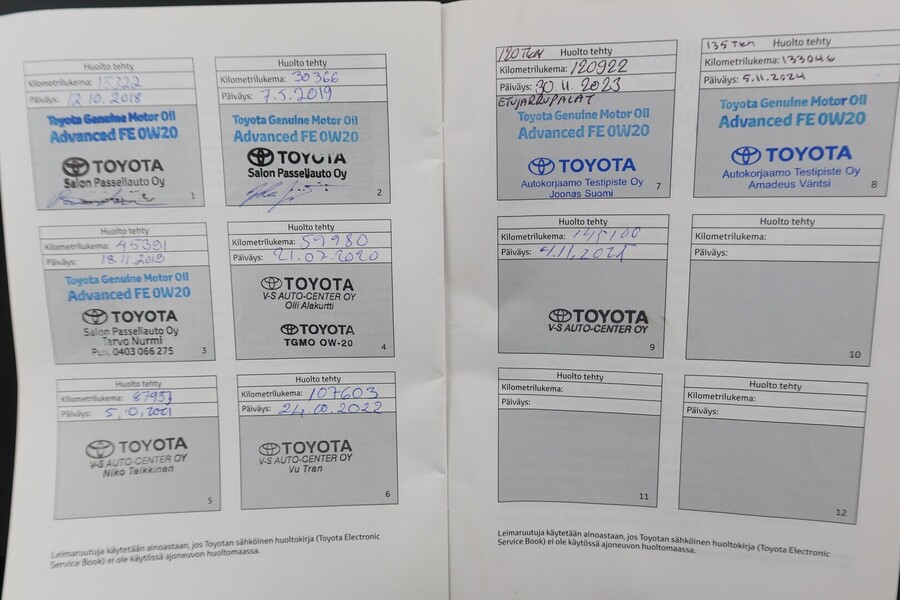 Huolto tehty
Kilometrilukema: 15322
Päiväys: 12.10.2018
Toyota Genuine Motor Oil
Advanced FE 0W20
TOYOTA
Salon Passeliauto Oy
1
Huolto tehty
Kilometrilukema: 30366
Päiväys: 7.5.2019
Toyota Genuine Motor Oil
Advanced FE 0W20
TOYOTA
Salon Passeliauto Oy
2
Huolto tehty
Kilometrilukema: 45391
Päiväys: 18.11.2019
Toyota Genuine Motor Oil
Advanced FE 0W20
TOYOTA
Salon Passeliauto Oy
Tarvo Nurmi
Puh. 0403 066 275
3
Huolto tehty
Kilometrilukema: 59980
Päiväys: 21.07.2020
TOYOTA
V-S AUTO-CENTER OY
Olli Alakurtti
TOYOTA
TGMO OW-20
4
Huolto tehty
Kilometrilukema:
Päiväys: 5.10.2021
TOYOTA
V-S AUTO-CENTER OY
Niko Teikkinen
5
Huolto tehty
Kilometrilukema: 107603
Päiväys: 24.10.2022
TOYOTA
V-S AUTO-CENTER OY
Vu Tran
6
Leimaruutuja käytetään ainoastaan, jos Toyotan sähköinen huoltokirja (Toyota Electronic
Service Book) ei ole käytössä ajoneuvon huoltomaassa.
120 TKM Huolto tehty
Kilometrilukema: 120922
Päiväys: 30.11.2023
ETUJARRUPALAT
Toyota Genuine Motor Oil
Advanced FE 0W20
TOYOTA
Autokorjaamo Testipiste Oy
Joonas Suomi
7
135 TKM Huolto tehty
Kilometrilukema: 133046
Päiväys: 5.11.2024
Toyota Genuine Motor Oil
Advanced FE 0W20
TOYOTA
Autokorjaamo Testipiste Oy
Amadeus Väntsi
8
Huolto tehty
Kilometrilukema:
Päiväys: 4.11.2025
TOYOTA
V-S AUTO-CENTER OY
9
Huolto tehty
Kilometrilukema:
Päiväys:
10
Huolto tehty
Kilometrilukema:
Päiväys:
11
Huolto tehty
Kilometrilukema:
Päiväys:
12
Leimaruutuja käytetään ainoastaan, jos Toyotan sähköinen huoltokirja (Toyota Electronic
Service Book) ei ole käytössä ajoneuvon huoltomaassa.